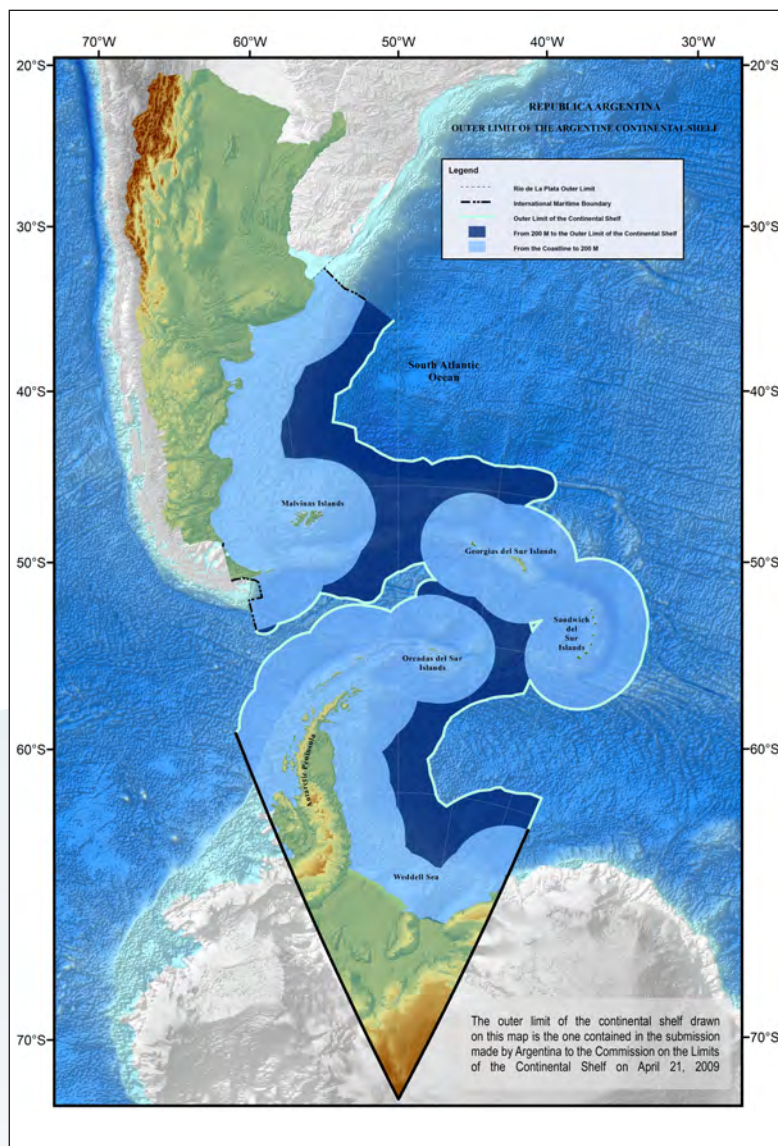 70°W 60°W 50°W 40°W 30°W
20°S 20°S
REPUBLICA ARGENTINA
OUTER LIMIT OF THE ARGENTINE CONTINENTAL SHELF
Legend
Rio de La Plata Outer Limit
International Maritime Boundary
Outer Limit of the Continental Shelf
From 200 M to the Outer Limit of the Continental Shelf
From the Coastline to 200 M
30°S 30°S
South Atlantic
Ocean
40°S 40°S
Malvinas Islands
Georgias del Sur Islands
50°S 50°S
Sandwich
del
Sur
Islands
Orcadas del Sur
Islands
60°S 60°S
Antarctic Peninsula
Weddell Sea
The outer limit of the continental shelf drawn
on this map is the one contained in the submission
made by Argentina to the Commission on the Limits
of the Continental Shelf on April 21, 2009
70°S 70°S